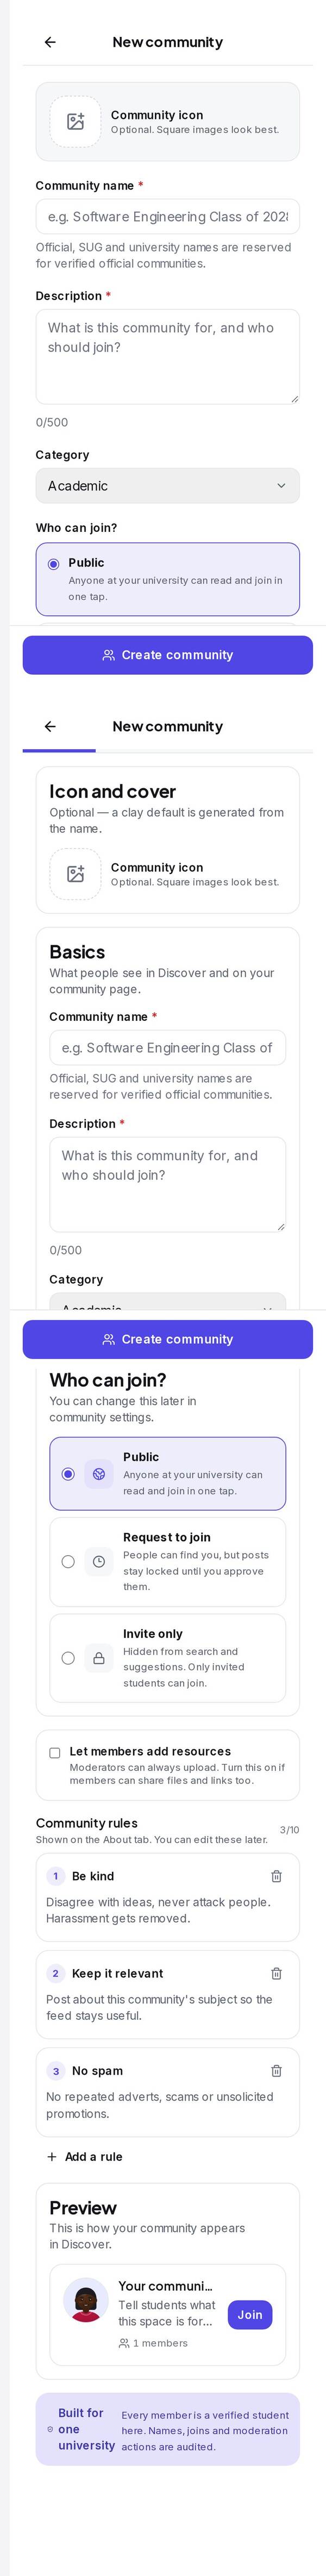 New community
Community icon
Optional. Square images look best.
Community name *
e.g. Software Engineering Class of 2028
Official, SUG and university names are reserved
for verified official communities.
Description *
What is this community for, and who
should join?
0/500
Category
Academic
Who can join?
Public
Anyone at your university can read and join in
one tap.
Create community
New community
Icon and cover
Optional — a clay default is generated from
the name.
Community icon
Optional. Square images look best.
Basics
What people see in Discover and on your
community page.
Community name *
e.g. Software Engineering Class of
Official, SUG and university names are
reserved for verified official communities.
Description *
What is this community for, and
who should join?
0/500
Category
Academic
Create community
Who can join?
You can change this later in
community settings.
Public
Anyone at your university can
read and join in one tap.
Request to join
People can find you, but posts
stay locked until you approve
them.
Invite only
Hidden from search and
suggestions. Only invited
students can join.
Let members add resources
Moderators can always upload. Turn this on if
members can share files and links too.
Community rules
Shown on the About tab. You can edit these later.
3/10
1 Be kind
Disagree with ideas, never attack people.
Harassment gets removed.
2 Keep it relevant
Post about this community's subject so the
feed stays useful.
3 No spam
No repeated adverts, scams or unsolicited
promotions.
Add a rule
Preview
This is how your community appears
in Discover.
Your communi...
Tell students what
this space is for...
1 members
Join
Built for
one
university
Every member is a verified student
here. Names, joins and moderation
actions are audited.